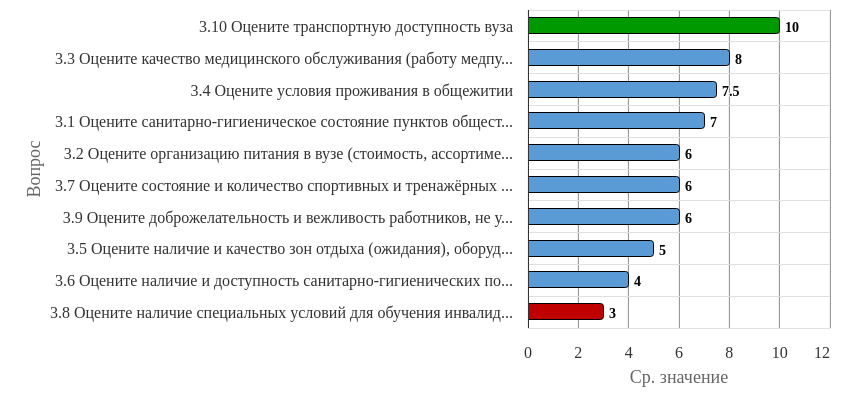 3.10 Оцените транспортную доступность вуза 10
3.3 Оцените качество медицинского обслуживания (работу медпу... 8
3.4 Оцените условия проживания в общежитии 7.5
3.1 Оцените санитарно-гигиеническое состояние пунктов общест... 7
3.2 Оцените организацию питания в вузе (стоимость, ассортиме... 6
3.7 Оцените состояние и количество спортивных и тренажёрных ... 6
3.9 Оцените доброжелательность и вежливость работников, не у... 6
3.5 Оцените наличие и качество зон отдыха (ожидания), оборуд... 5
3.6 Оцените наличие и доступность санитарно-гигиенических по... 4
3.8 Оцените наличие специальных условий для обучения инвалид... 3
Вопрос
0 2 4 6 8 10 12
Ср. значение